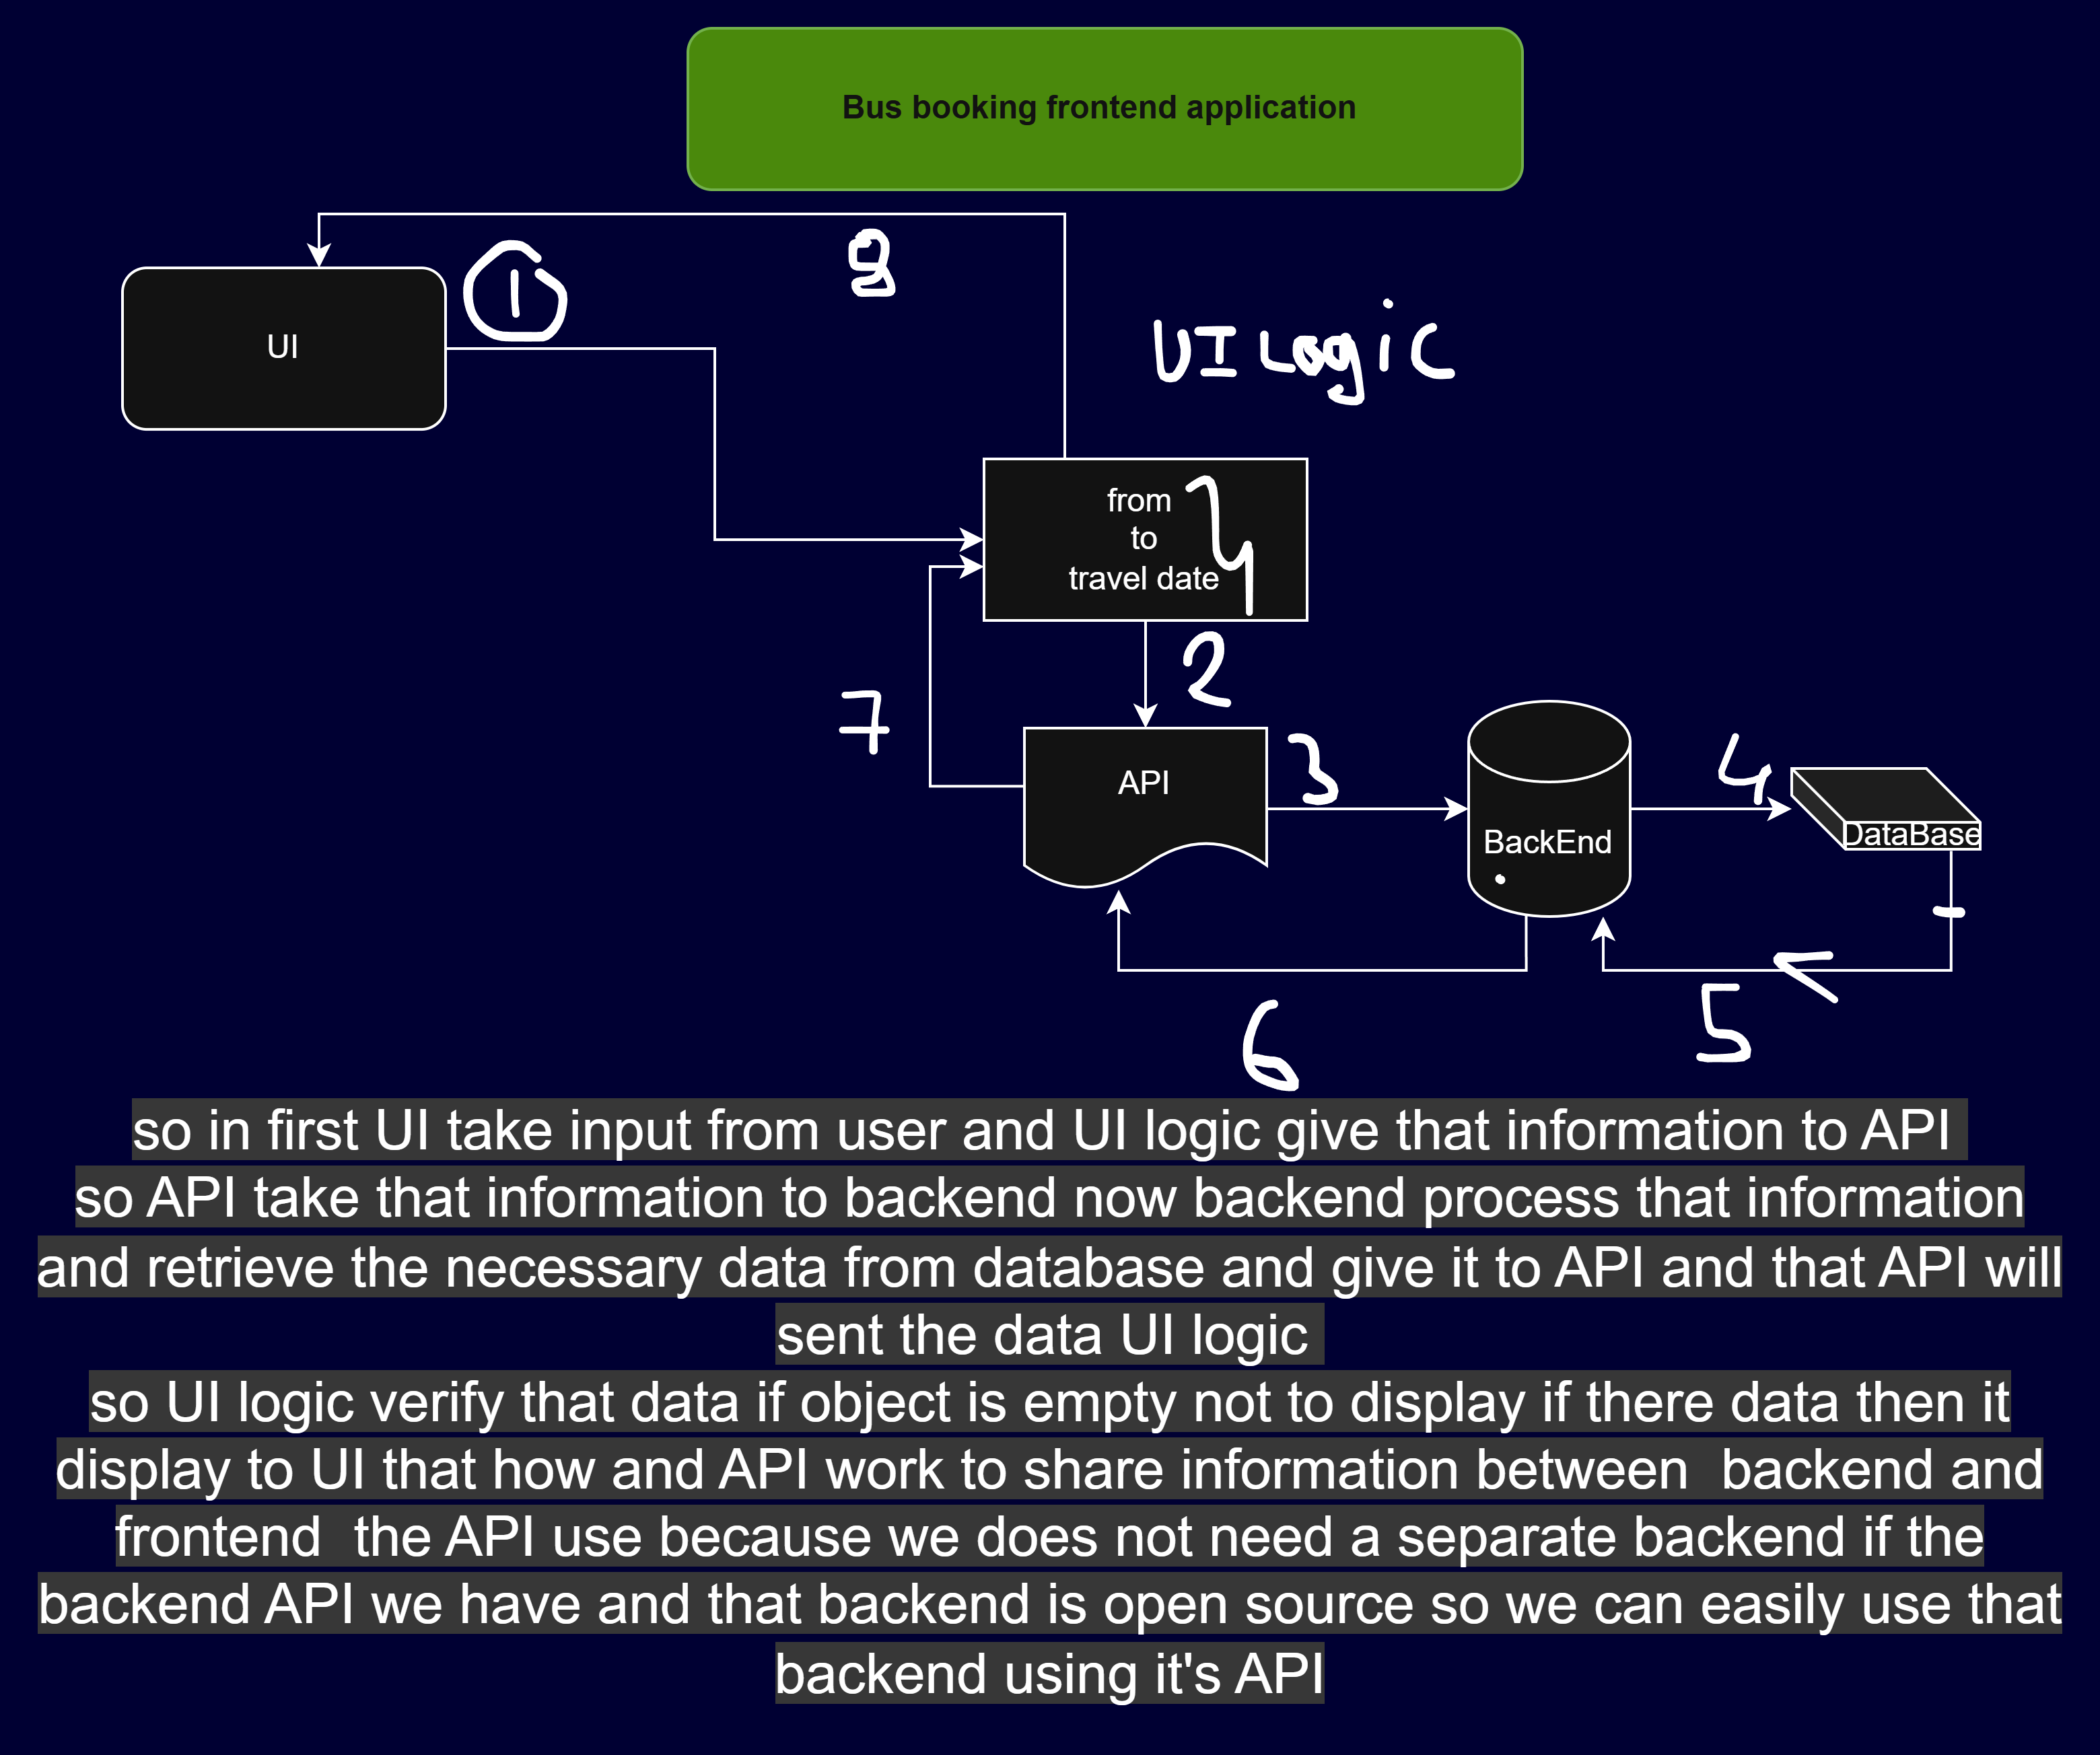 Bus booking frontend application
8
1
UI
UI Logic
from
to
travel date
2
7
3
4
API
BackEnd
DataBase
5
6
so in first UI take input from user and UI logic give that information to API
so API take that information to backend now backend process that information
and retrieve the necessary data from database and give it to API and that API will
sent the data UI logic
so UI logic verify that data if object is empty not to display if there data then it
display to UI that how and API work to share information between  backend and
frontend  the API use because we does not need a separate backend if the
backend API we have and that backend is open source so we can easily use that
backend using it's API